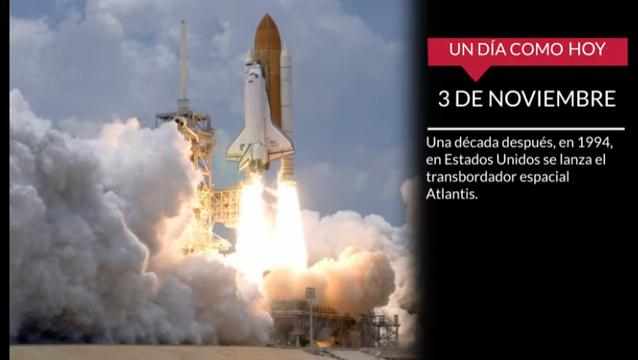 UN DÍA COMO HOY
3 DE NOVIEMBRE
Una década después, en 1994,
en Estados Unidos se lanza el
transbordador espacial
Atlantis.